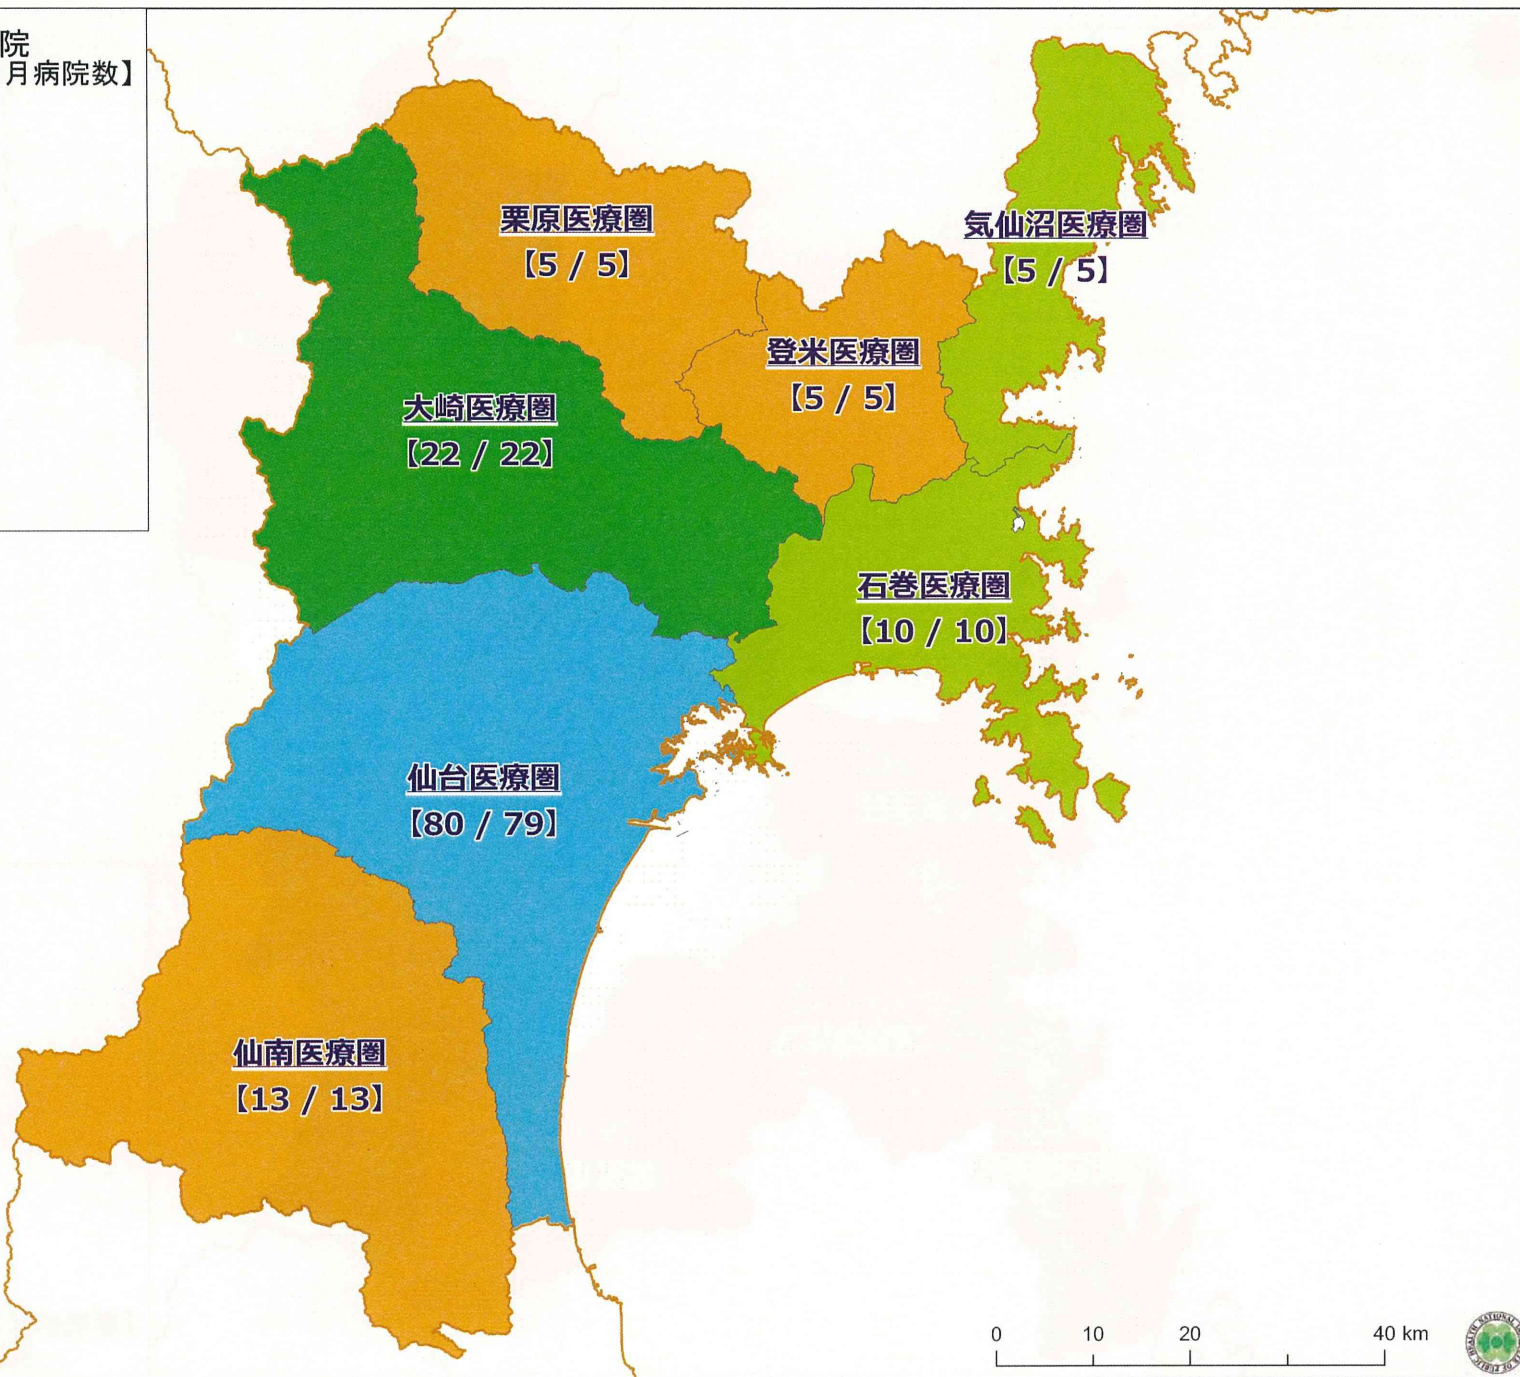 院
月病院数】
栗原医療圏
【5 / 5】
気仙沼医療圏
【5 / 5】
登米医療圏
【5 / 5】
大崎医療圏
【22 / 22】
石巻医療圏
【10 / 10】
仙台医療圏
【80 / 79】
仙南医療圏
【13 / 13】
0 10 20 40 km